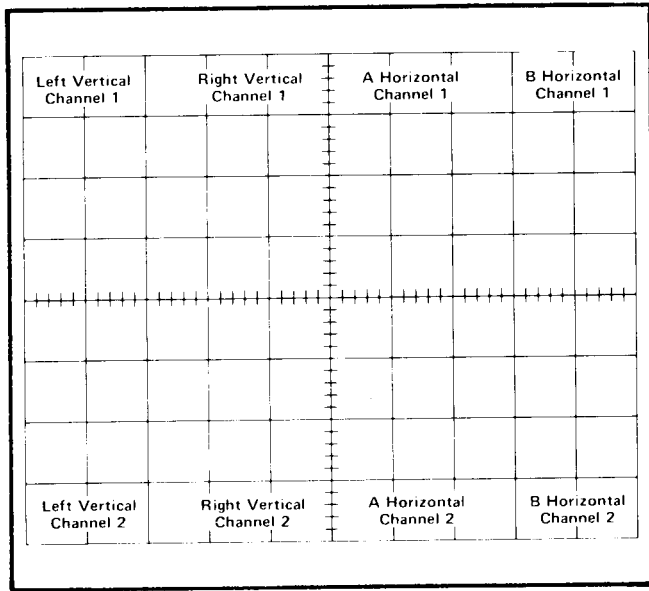 Left Vertical
Channel 1
Right Vertical
Channel 1
A Horizontal
Channel 1
B Horizontal
Channel 1
Left Vertical
Channel 2
Right Vertical
Channel 2
A Horizontal
Channel 2
B Horizontal
Channel 2